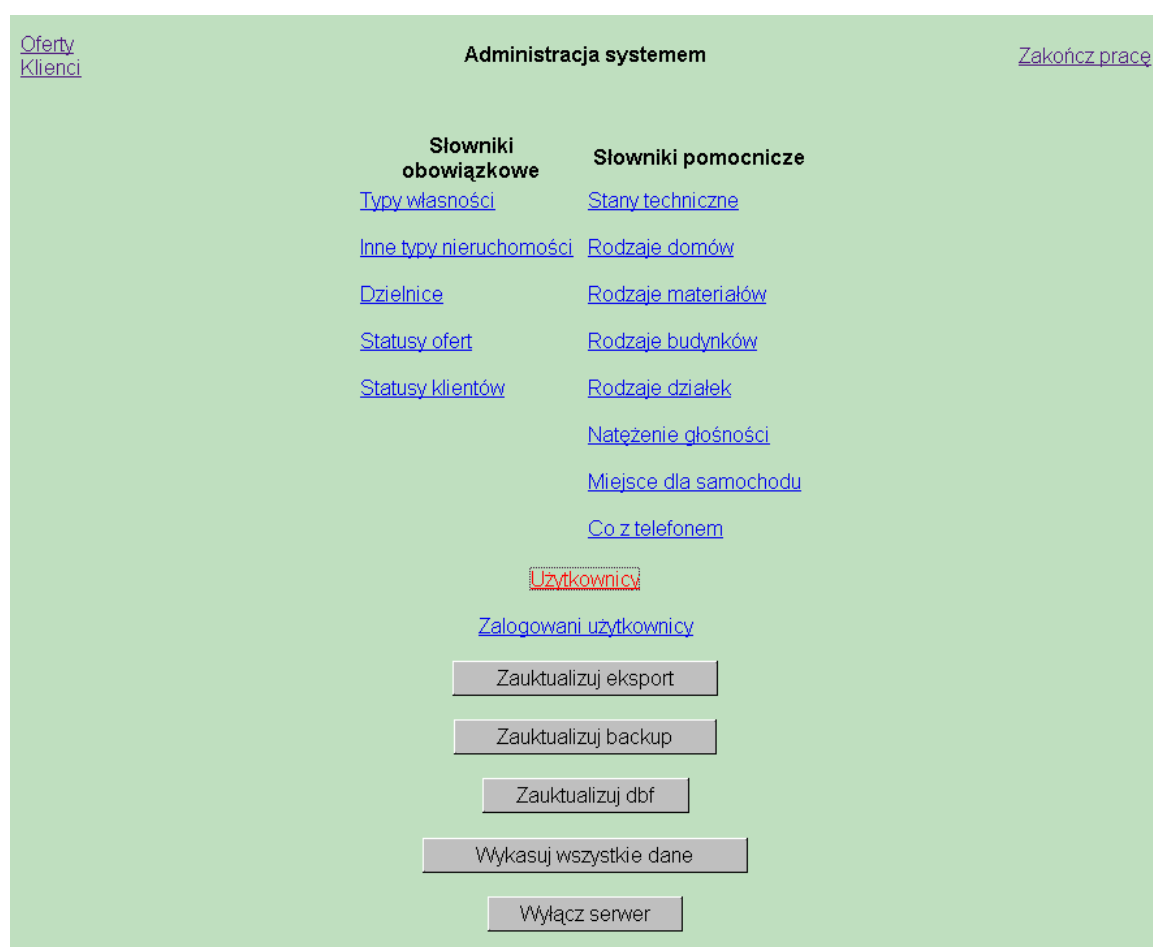 Oferty
Klienci
Administracja systemem
Zakończ pracę
Słowniki
obowiązkowe
Słowniki pomocnicze
Typy własności
Stany techniczne
Inne typy nieruchomości
Rodzaje domów
Dzielnice
Rodzaje materiałów
Statusy ofert
Rodzaje budynków
Statusy klientów
Rodzaje działek
Natężenie głośności
Miejsce dla samochodu
Co z telefonem
Użytkownicy
Zalogowani użytkownicy
Zauktualizuj eksport
Zauktualizuj backup
Zauktualizuj dbf
Wykasuj wszystkie dane
Wyłącz serwer